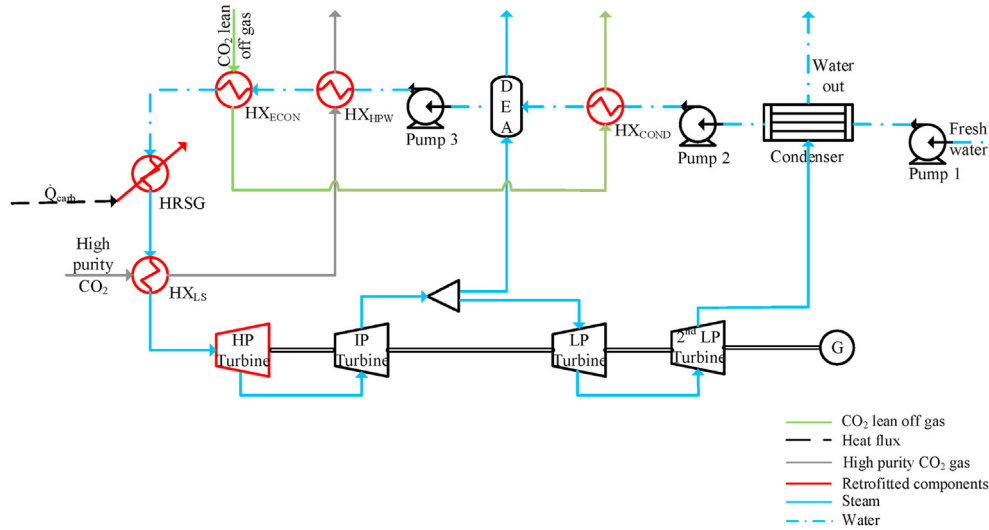 CO2 lean
off gas
HXECON
HXHPW
Pump 3
D
E
A
HXCOND
Pump 2
Water
out
Condenser
Fresh
water
Pump 1
Q̇carb
HRSG
High
purity
CO2
HXLS
HP
Turbine
IP
Turbine
LP
Turbine
2nd LP
Turbine
G
CO2 lean off gas
Heat flux
High purity CO2 gas
Retrofitted components
Steam
Water